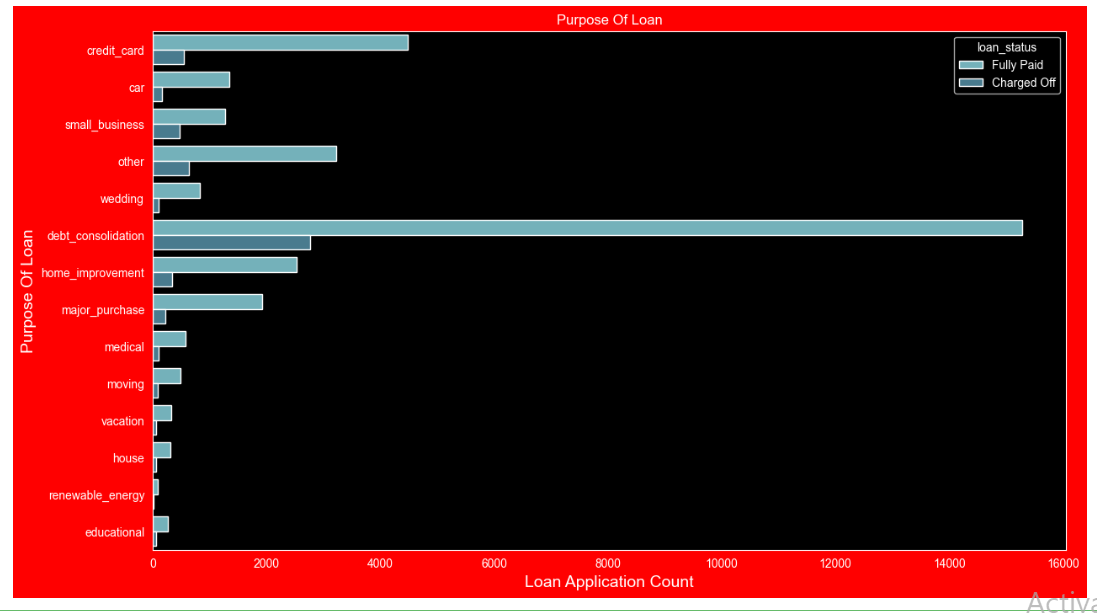 Purpose Of Loan
loan_status
Fully Paid
Charged Off
Purpose Of Loan
credit_card
car
small_business
other
wedding
debt_consolidation
home_improvement
major_purchase
medical
moving
vacation
house
renewable_energy
educational
0 2000 4000 6000 8000 10000 12000 14000 16000
Loan Application Count